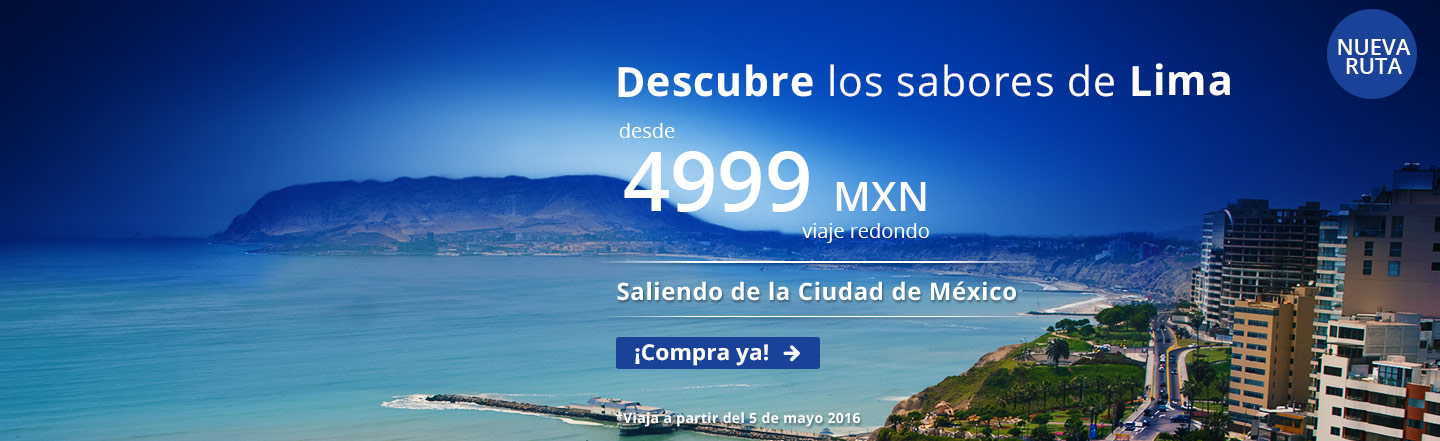 NUEVA
RUTA
Descubre los sabores de Lima
desde
4999 MXN
viaje redondo
Saliendo de la Ciudad de México
¡Compra ya!
*Viaja a partir del 5 de mayo 2016